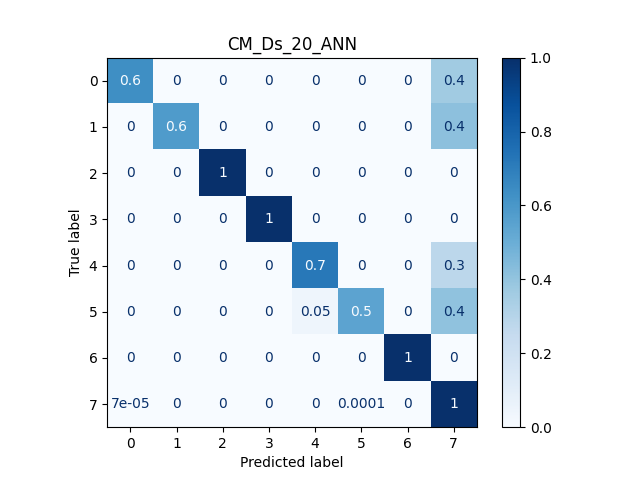 CM_Ds_20_ANN
0 0.6 0 0 0 0 0 0 0.4
1 0 0.6 0 0 0 0 0 0.4
2 0 0 1 0 0 0 0 0
3 0 0 0 1 0 0 0 0
4 0 0 0 0 0.7 0 0 0.3
5 0 0 0 0 0.05 0.5 0 0.4
6 0 0 0 0 0 0 1 0
7 7e-05 0 0 0 0 0.0001 0 1
0 1 2 3 4 5 6 7
Predicted label
True label
1.0
0.8
0.6
0.4
0.2
0.0